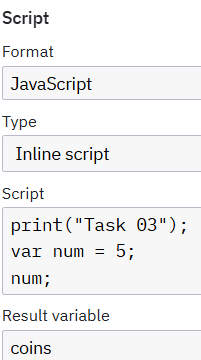 Script
Format
JavaScript
Type
Inline script
Script
print("Task 03");
var num = 5;
num;
Result variable
coins